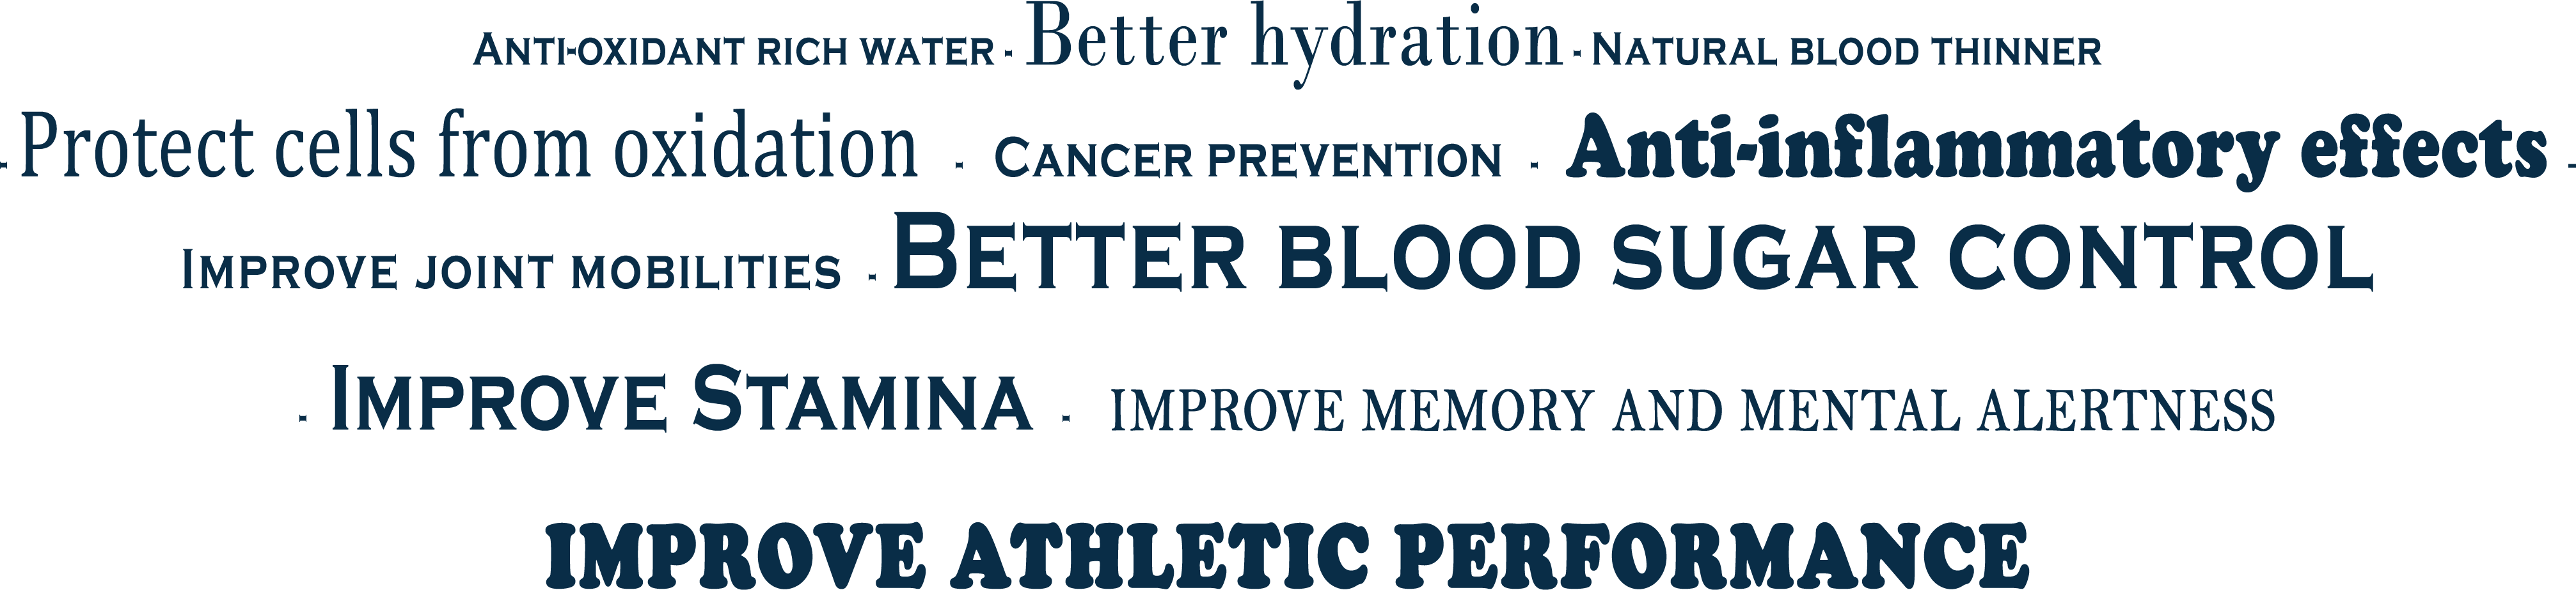 Anti-oxidant rich water - Better hydration - Natural blood thinner
- Protect cells from oxidation - Cancer prevention - Anti-inflammatory effects -
Improve joint mobilities - Better blood sugar control
- Improve Stamina - IMPROVE MEMORY AND MENTAL ALERTNESS
IMPROVE ATHLETIC PERFORMANCE